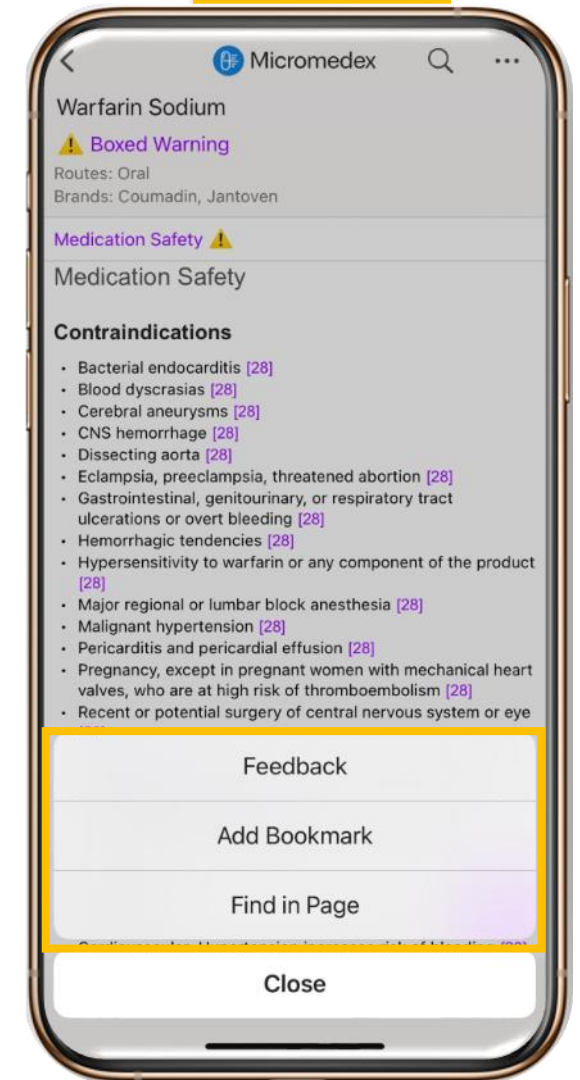 Micromedex
Warfarin Sodium
Boxed Warning
Routes: Oral
Brands: Coumadin, Jantoven
Medication Safety
Medication Safety
Contraindications
• Bacterial endocarditis [28]
• Blood dyscrasias [28]
• Cerebral aneurysms [28]
• CNS hemorrhage [28]
• Dissecting aorta [28]
• Eclampsia, preeclampsia, threatened abortion [28]
• Gastrointestinal, genitourinary, or respiratory tract
ulcerations or overt bleeding [28]
• Hemorrhagic tendencies [28]
• Hypersensitivity to warfarin or any component of the product
[28]
• Major regional or lumbar block anesthesia [28]
• Malignant hypertension [28]
• Pericarditis and pericardial effusion [28]
• Pregnancy, except in pregnant women with mechanical heart
valves, who are at high risk of thromboembolism [28]
• Recent or potential surgery of central nervous system or eye
Feedback
Add Bookmark
Find in Page
Close